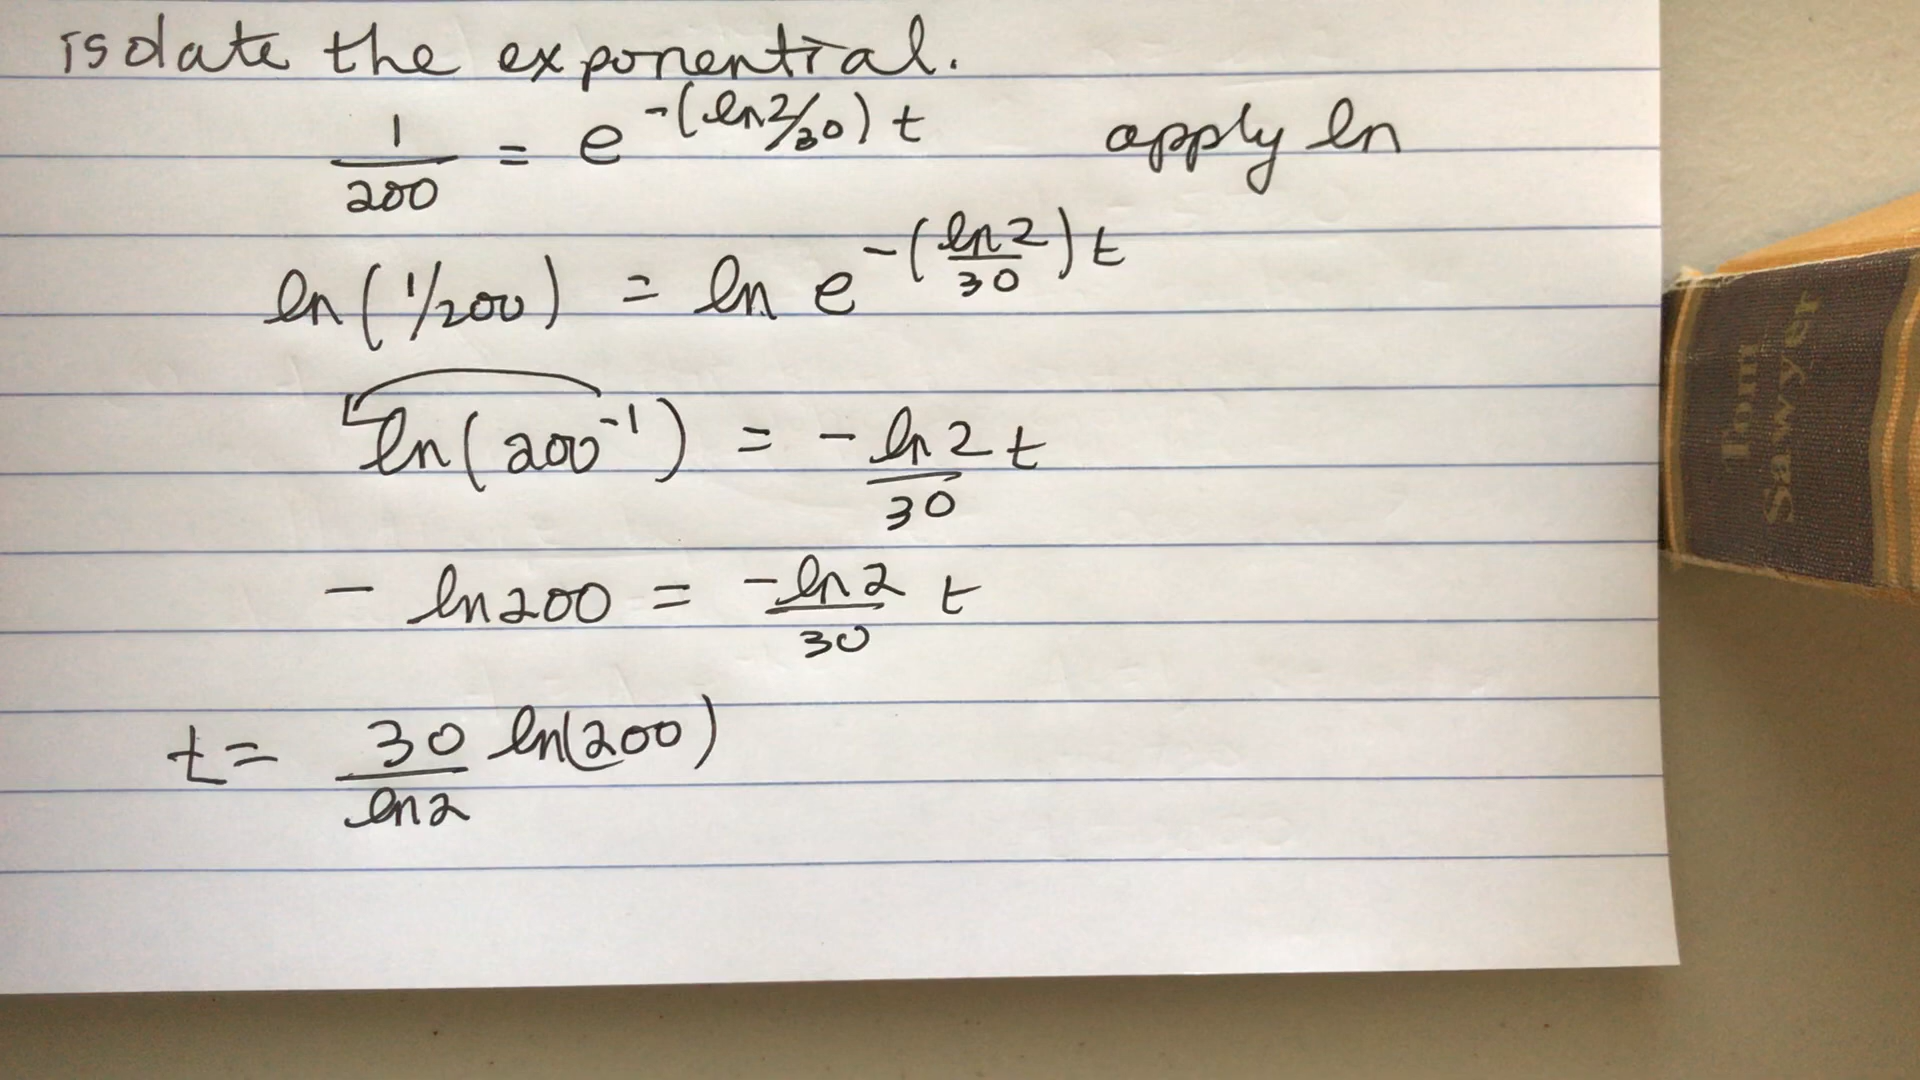 isolate the exponential.
1/200 = e^-(ln2/30)t apply ln
ln(1/200) = ln e^-(ln2/30)t
ln(200^-1) = -ln2/30 t
-ln200 = -ln2/30 t
t = 30/ln2 ln(200)
Tom
Sawyer